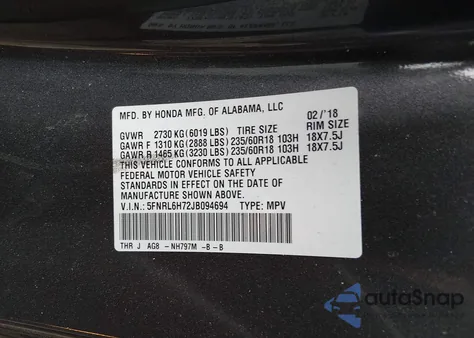 MFD. BY HONDA MFG. OF ALABAMA, LLC
02/'18
GVWR 2730 KG(6019 LBS) TIRE SIZE RIM SIZE
GAWR F 1310 KG(2888 LBS) 235/60R18 103H 18X7.5J
GAWR R 1465 KG(3230 LBS) 235/60R18 103H 18X7.5J
THIS VEHICLE CONFORMS TO ALL APPLICABLE
FEDERAL MOTOR VEHICLE SAFETY
STANDARDS IN EFFECT ON THE DATE OF
MANUFACTURE SHOWN ABOVE.
V.I.N.: 5FNRL6H72JB094694 TYPE: MPV
THR J AG8 -NH797M -B -B
autoSnap